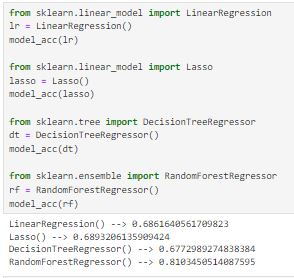 from sklearn.linear_model import LinearRegression
lr = LinearRegression()
model_acc(lr)
from sklearn.linear_model import Lasso
lasso = Lasso()
model_acc(lasso)
from sklearn.tree import DecisionTreeRegressor
dt = DecisionTreeRegressor()
model_acc(dt)
from sklearn.ensemble import RandomForestRegressor
rf = RandomForestRegressor()
model_acc(rf)
LinearRegression() --> 0.6861640561709823
Lasso() --> 0.6893206135909424
DecisionTreeRegressor() --> 0.6772989274838384
RandomForestRegressor() --> 0.8103450514087595